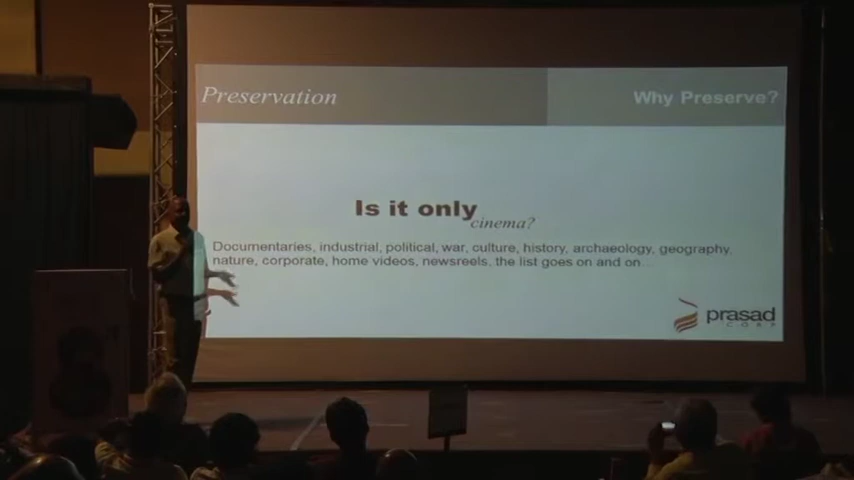 Preservation
Why Preserve?
Is it only
cinema?
Documentaries, industrial, political, war, culture, history, archaeology, geography,
nature, corporate, home videos, newsreels, the list goes on and on...
prasad
CORP